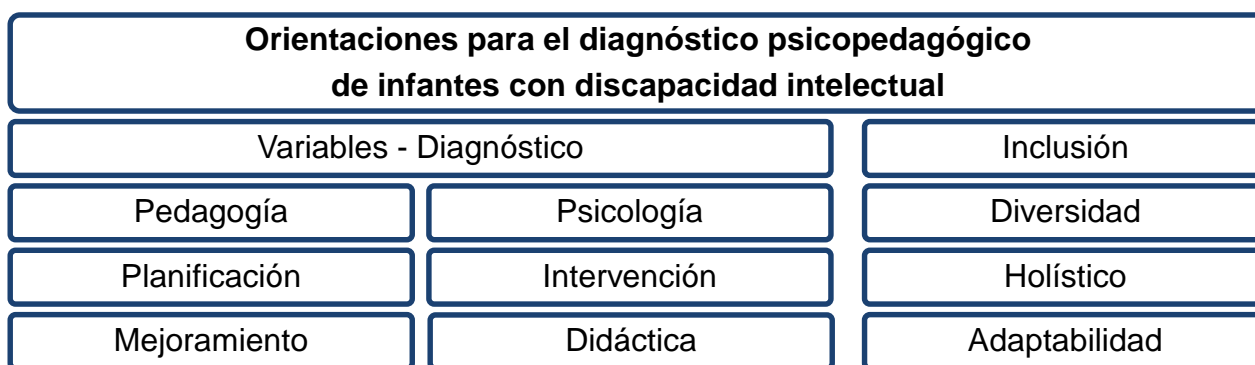 Orientaciones para el diagnóstico psicopedagógico
de infantes con discapacidad intelectual
Variables - Diagnóstico
Inclusión
Pedagogía
Psicología
Diversidad
Planificación
Intervención
Holístico
Mejoramiento
Didáctica
Adaptabilidad